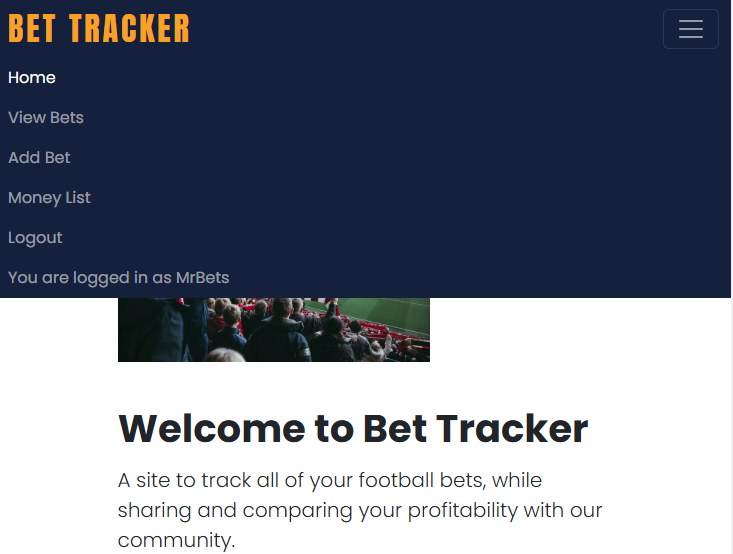 BET TRACKER
Home
View Bets
Add Bet
Money List
Logout
You are logged in as MrBets
Welcome to Bet Tracker
A site to track all of your football bets, while
sharing and comparing your profitability with our
community.